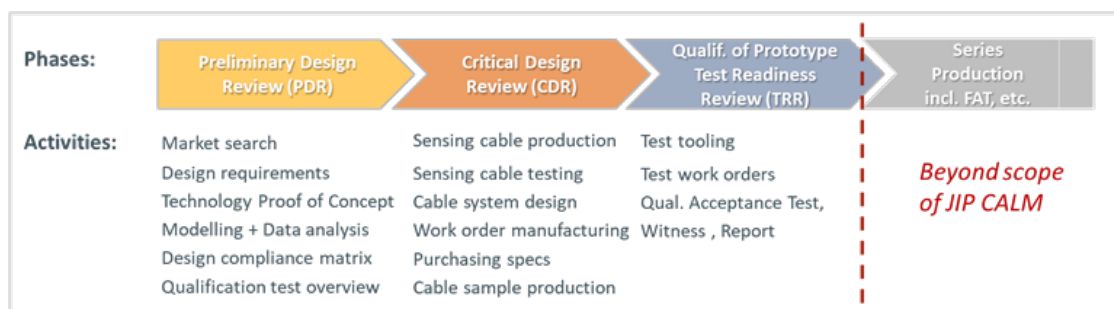 Phases:
Preliminary Design
Review (PDR)
Critical Design
Review (CDR)
Qualif. of Prototype
Test Readiness
Review (TRR)
Series
Production
incl. FAT, etc.
Activities:
Market search
Design requirements
Technology Proof of Concept
Modelling + Data analysis
Design compliance matrix
Qualification test overview
Sensing cable production
Sensing cable testing
Cable system design
Work order manufacturing
Purchasing specs
Cable sample production
Test tooling
Test work orders
Qual. Acceptance Test,
Witness , Report
Beyond scope
of JIP CALM